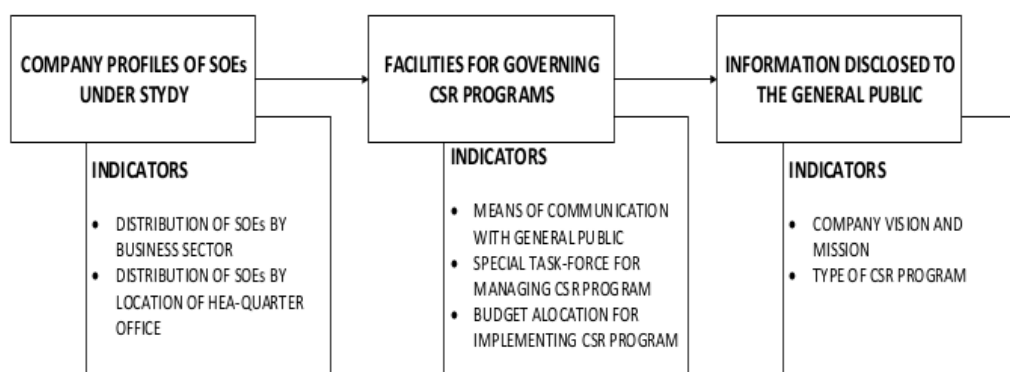 COMPANY PROFILES OF SOEs
UNDER STYDY
FACILITIES FOR GOVERNING
CSR PROGRAMS
INFORMATION DISCLOSED TO
THE GENERAL PUBLIC
INDICATORS
• DISTRIBUTION OF SOEs BY
BUSINESS SECTOR
• DISTRIBUTION OF SOEs BY
LOCATION OF HEA-QUARTER
OFFICE
INDICATORS
• MEANS OF COMMUNICATION
WITH GENERAL PUBLIC
• SPECIAL TASK-FORCE FOR
MANAGING CSR PROGRAM
• BUDGET ALOCATION FOR
IMPLEMENTING CSR PROGRAM
INDICATORS
• COMPANY VISION AND
MISSION
• TYPE OF CSR PROGRAM